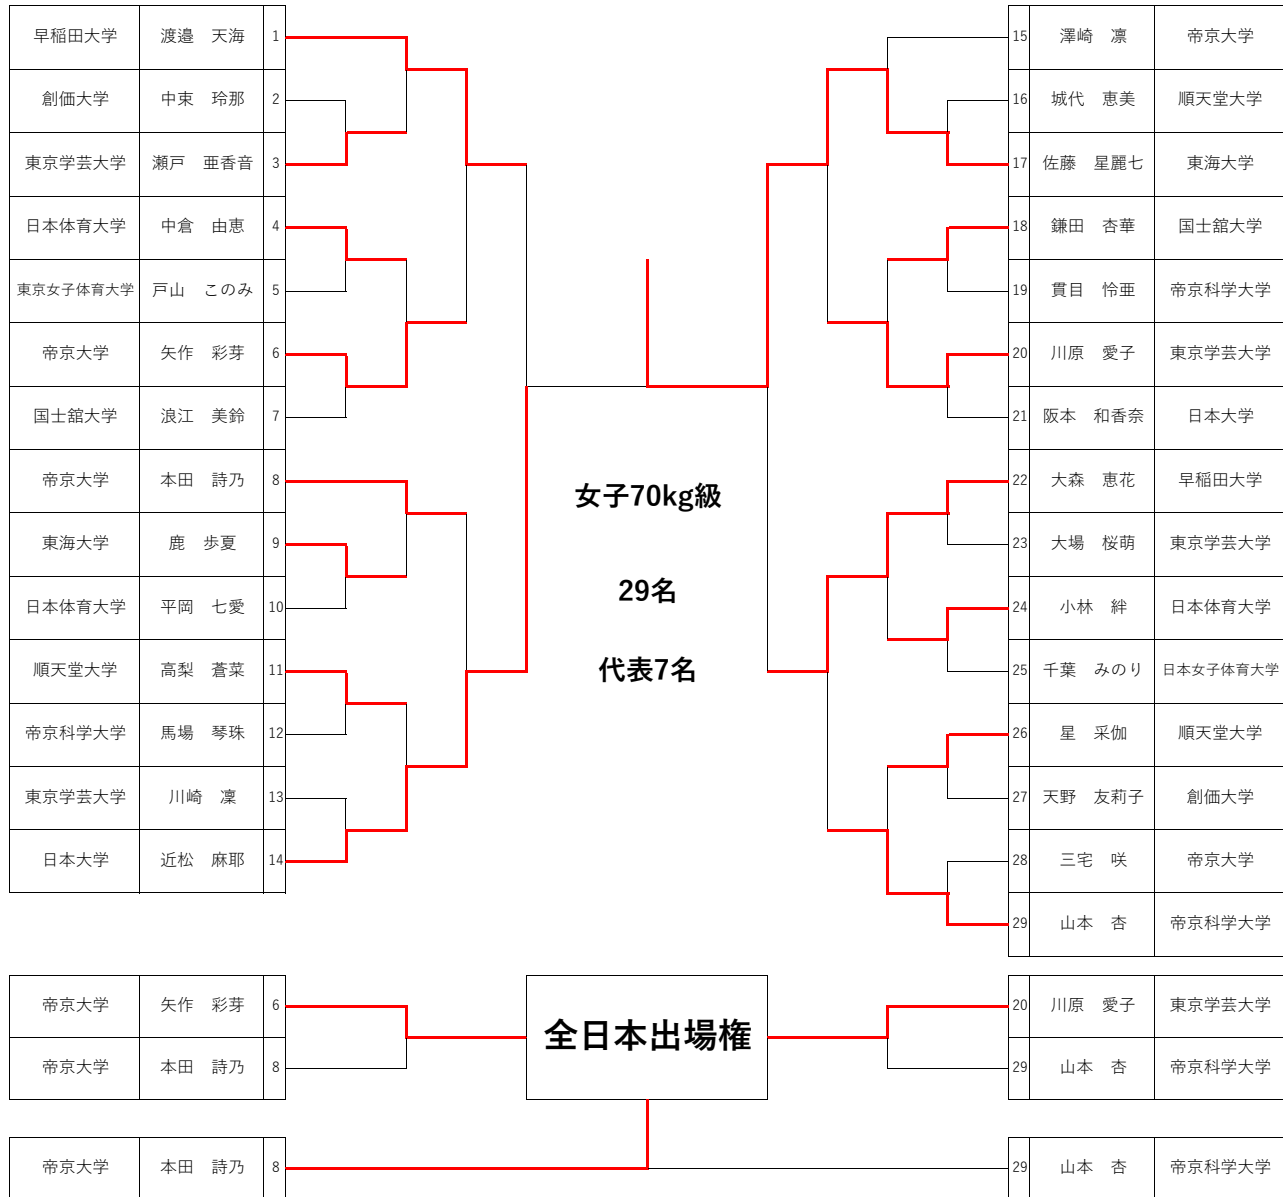 早稲田大学 渡邉 天海 1
創価大学 中束 玲那 2
東京学芸大学 瀬戸 亜香音 3
日本体育大学 中倉 由恵 4
東京女子体育大学 戸山 このみ 5
帝京大学 矢作 彩芽 6
国士舘大学 浪江 美鈴 7
帝京大学 本田 詩乃 8
東海大学 鹿 歩夏 9
日本体育大学 平岡 七愛 10
順天堂大学 高梨 蒼菜 11
帝京科学大学 馬場 琴珠 12
東京学芸大学 川崎 凜 13
日本大学 近松 麻耶 14
女子70kg級
29名
代表7名
15 澤崎 凛 帝京大学
16 城代 恵美 順天堂大学
17 佐藤 星麗七 東海大学
18 鎌田 杏華 国士舘大学
19 貫目 怜亜 帝京科学大学
20 川原 愛子 東京学芸大学
21 阪本 和香奈 日本大学
22 大森 恵花 早稲田大学
23 大場 桜萌 東京学芸大学
24 小林 絆 日本体育大学
25 千葉 みのり 日本女子体育大学
26 星 采伽 順天堂大学
27 天野 友莉子 創価大学
28 三宅 咲 帝京大学
29 山本 杏 帝京科学大学
帝京大学 矢作 彩芽 6
帝京大学 本田 詩乃 8
全日本出場権
20 川原 愛子 東京学芸大学
29 山本 杏 帝京科学大学
帝京大学 本田 詩乃 8
29 山本 杏 帝京科学大学